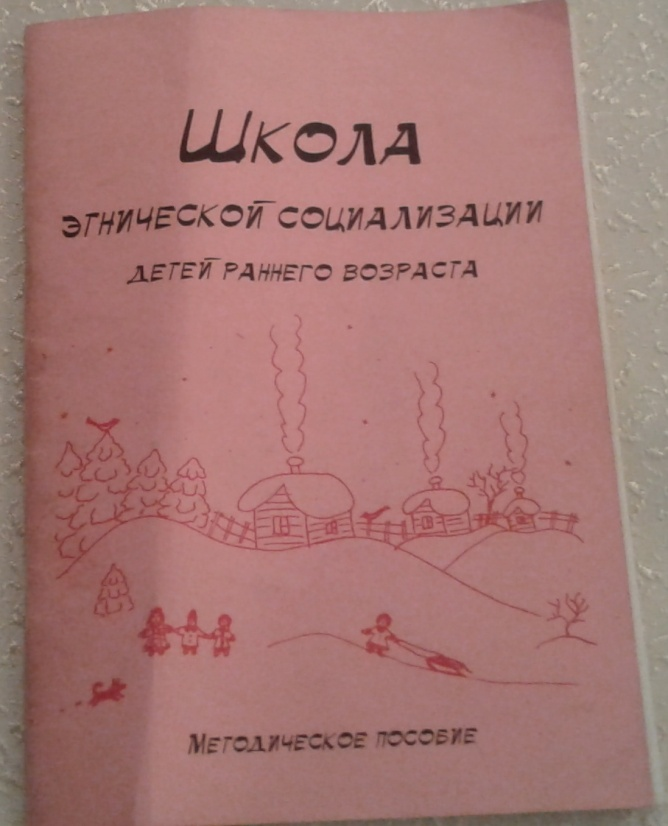 Школа
этнической социализации
детей раннего возраста
Методическое пособие